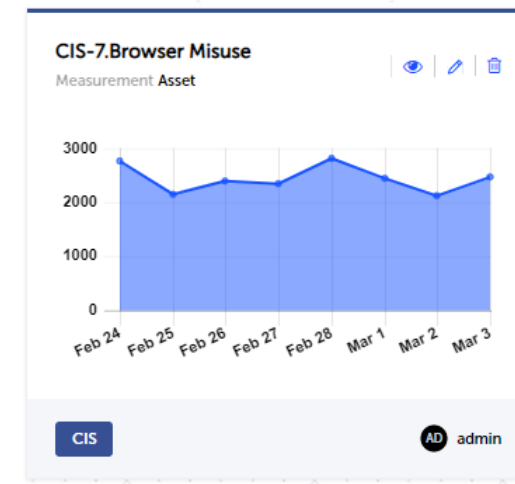 CIS-7.Browser Misuse
Measurement Asset
3000
2000
1000
0
Feb 24 Feb 25 Feb 26 Feb 27 Feb 28 Mar 1 Mar 2 Mar 3
CIS
AD admin